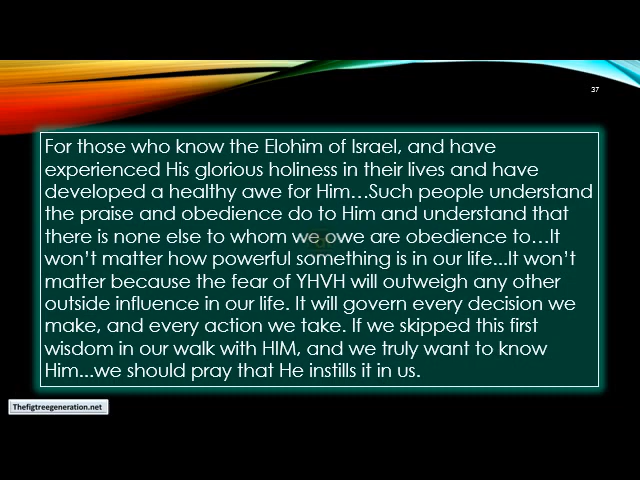 37
For those who know the Elohim of Israel, and have
experienced His glorious holiness in their lives and have
developed a healthy awe for Him...Such people understand
the praise and obedience do to Him and understand that
there is none else to whom we owe are obedience to...It
won't matter how powerful something is in our life...It won't
matter because the fear of YHVH will outweigh any other
outside influence in our life. It will govern every decision we
make, and every action we take. If we skipped this first
wisdom in our walk with HIM, and we truly want to know
Him...we should pray that He instills it in us.
Thefigtreegeneration.net